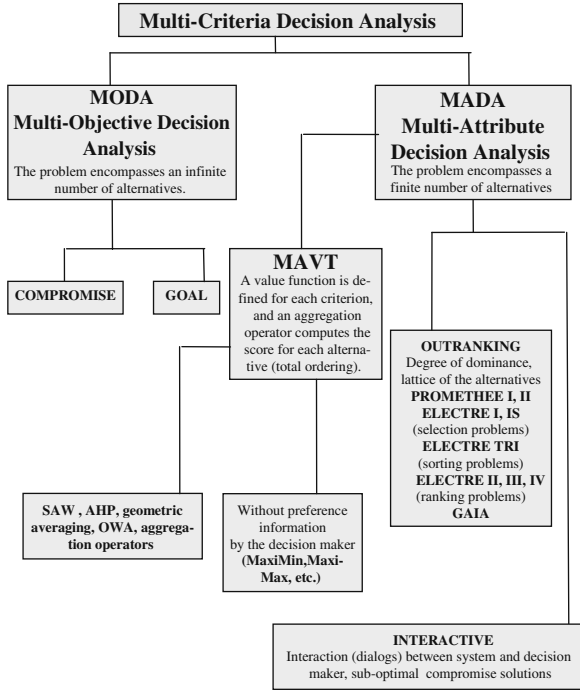 Multi-Criteria Decision Analysis
MODA
Multi-Objective Decision
Analysis
The problem encompasses an infinite
number of alternatives.
MADA
Multi-Attribute
Decision Analysis
The problem encompasses a
finite number of alternatives
COMPROMISE
GOAL
MAVT
A value function is de-
fined for each criterion,
and an aggregation
operator computes the
score for each alterna-
tive (total ordering).
OUTRANKING
Degree of dominance,
lattice of the alternatives
PROMETHEE I, II
ELECTRE I, IS
(selection problems)
ELECTRE TRI
(sorting problems)
ELECTRE II, III, IV
(ranking problems)
GAIA
SAW , AHP, geometric
averaging, OWA, aggrega-
tion operators
Without preference
information
by the decision maker
(MaxiMin,Maxi-
Max, etc.)
INTERACTIVE
Interaction (dialogs) between system and decision
maker, sub-optimal compromise solutions